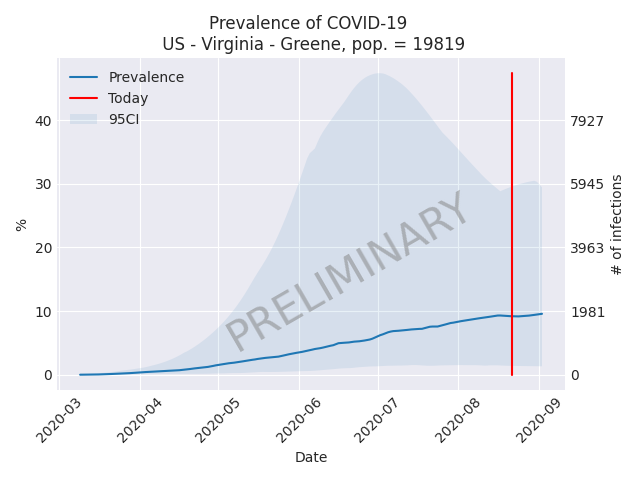 Prevalence of COVID-19
US - Virginia - Greene, pop. = 19819
Prevalence
Today
95CI
%
40
30
20
10
0
7927
5945
3963
1981
0
# of infections
PRELIMINARY
2020-03
2020-04
2020-05
2020-06
2020-07
2020-08
2020-09
Date